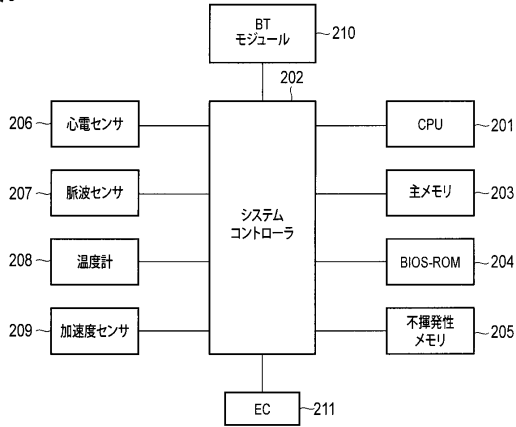 BT
モジュール
210
202
206
心電センサ
CPU
201
207
脈波センサ
主メモリ
203
システム
コントローラ
208
温度計
BIOS-ROM
204
209
加速度センサ
不揮発性
メモリ
205
EC
211